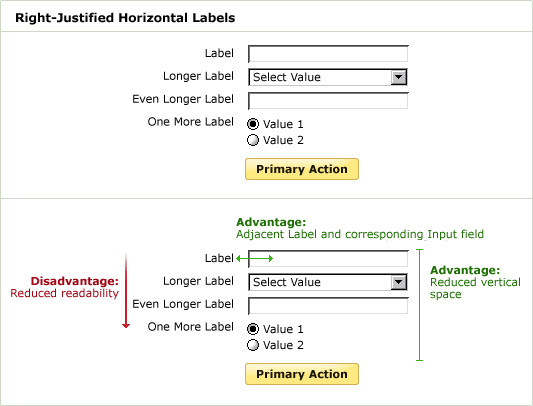 Right-Justified Horizontal Labels
Label
Longer Label
Select Value
Even Longer Label
One More Label
Value 1
Value 2
Primary Action
Advantage:
Adjacent Label and corresponding Input field
Label
Disadvantage:
Reduced readability
Longer Label
Select Value
Advantage:
Reduced vertical
space
Even Longer Label
One More Label
Value 1
Value 2
Primary Action